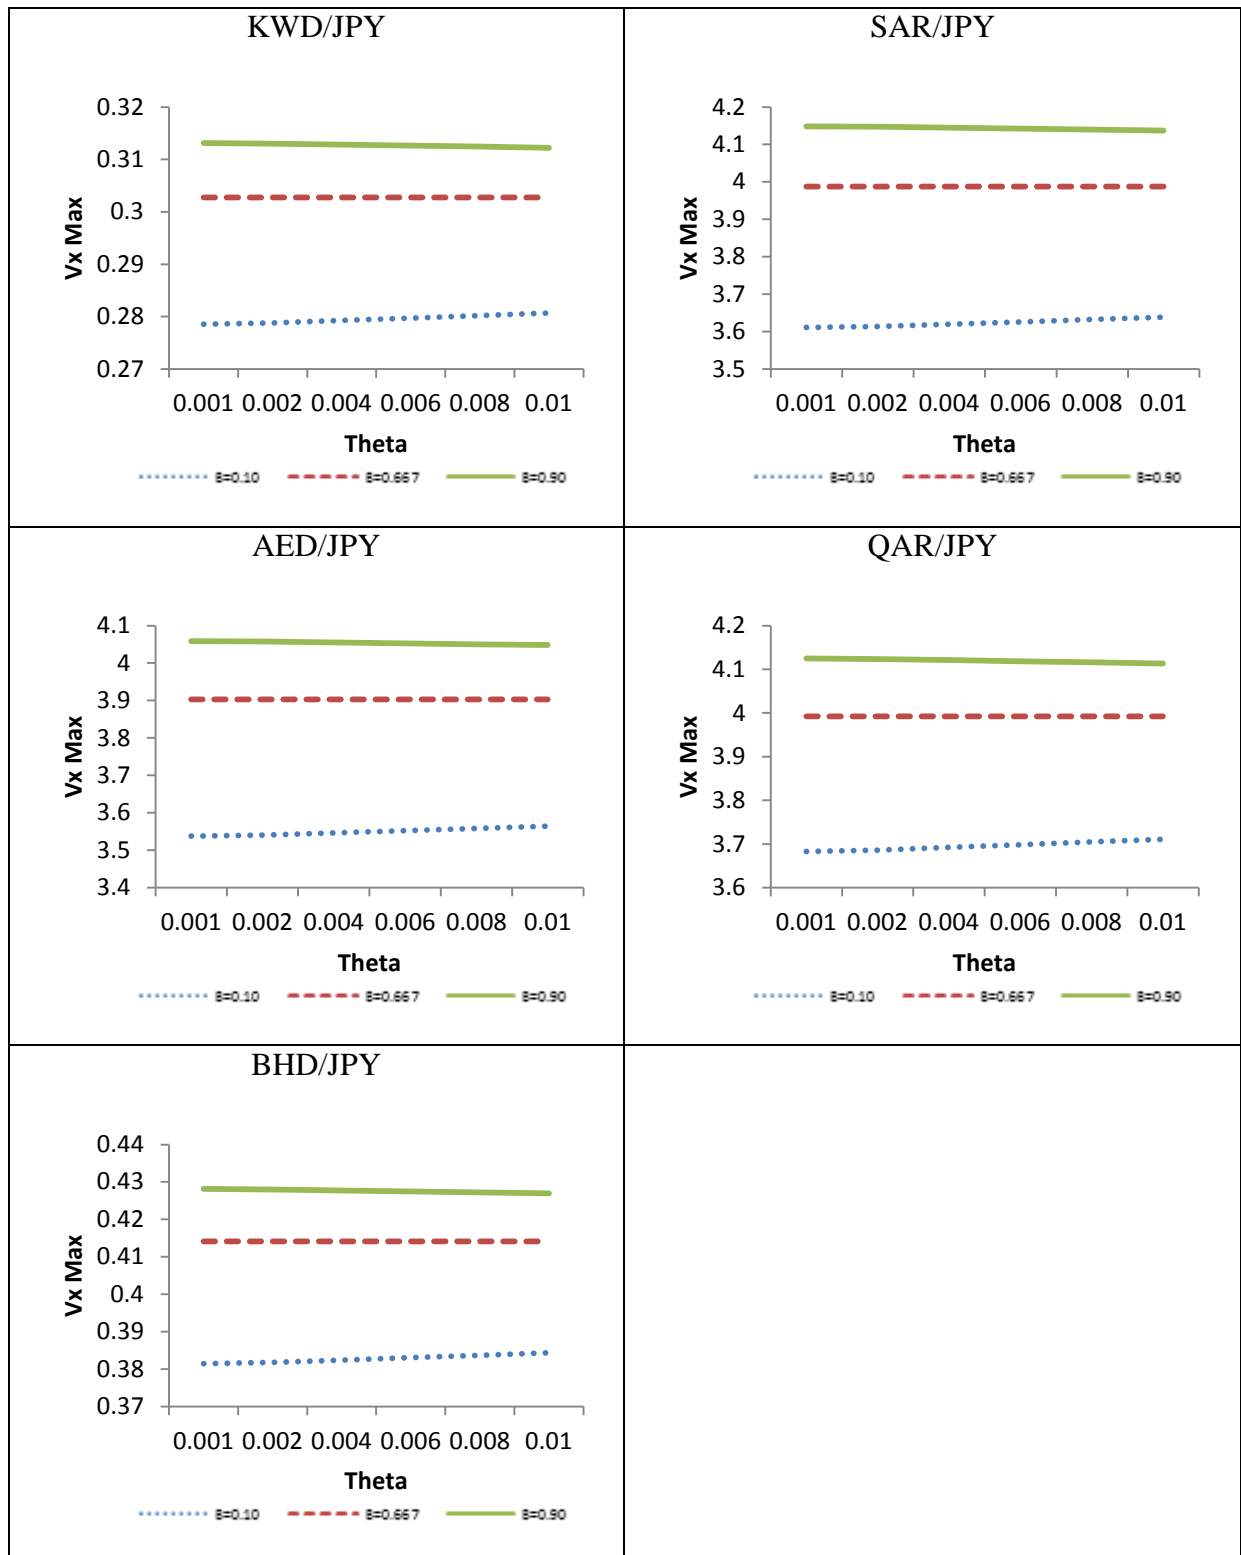 KWD/JPY
0.32
0.31
0.3
0.29
0.28
0.27
Vx Max
0.001 0.002 0.004 0.006 0.008 0.01
Theta
B=0.10 B=0.667 B=0.90
SAR/JPY
4.2
4.1
4
3.9
3.8
3.7
3.6
3.5
Vx Max
0.001 0.002 0.004 0.006 0.008 0.01
Theta
B=0.10 B=0.667 B=0.90
AED/JPY
4.1
4
3.9
3.8
3.7
3.6
3.5
3.4
Vx Max
0.001 0.002 0.004 0.006 0.008 0.01
Theta
B=0.10 B=0.667 B=0.90
QAR/JPY
4.2
4.1
4
3.9
3.8
3.7
3.6
Vx Max
0.001 0.002 0.004 0.006 0.008 0.01
Theta
B=0.10 B=0.667 B=0.90
BHD/JPY
0.44
0.43
0.42
0.41
0.4
0.39
0.38
0.37
Vx Max
0.001 0.002 0.004 0.006 0.008 0.01
Theta
B=0.10 B=0.667 B=0.90